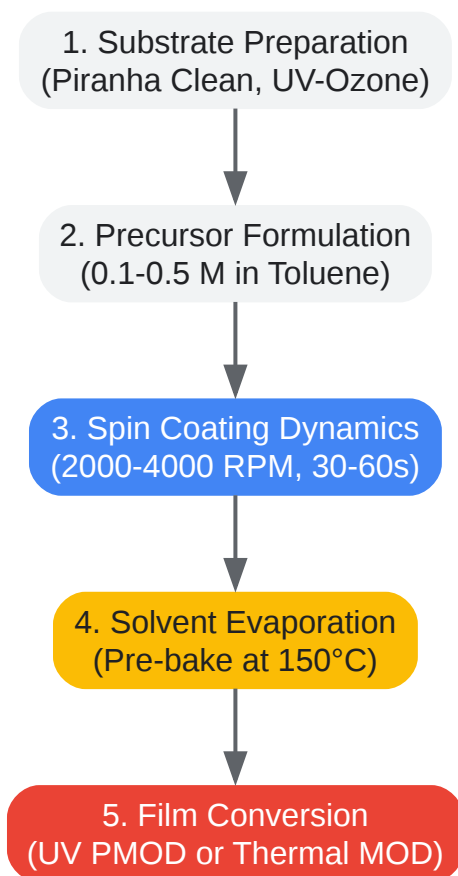 1. Substrate Preparation
(Piranha Clean, UV-Ozone)
2. Precursor Formulation
(0.1-0.5 M in Toluene)
3. Spin Coating Dynamics
(2000-4000 RPM, 30-60s)
4. Solvent Evaporation
(Pre-bake at 150°C)
5. Film Conversion
(UV PMOD or Thermal MOD)